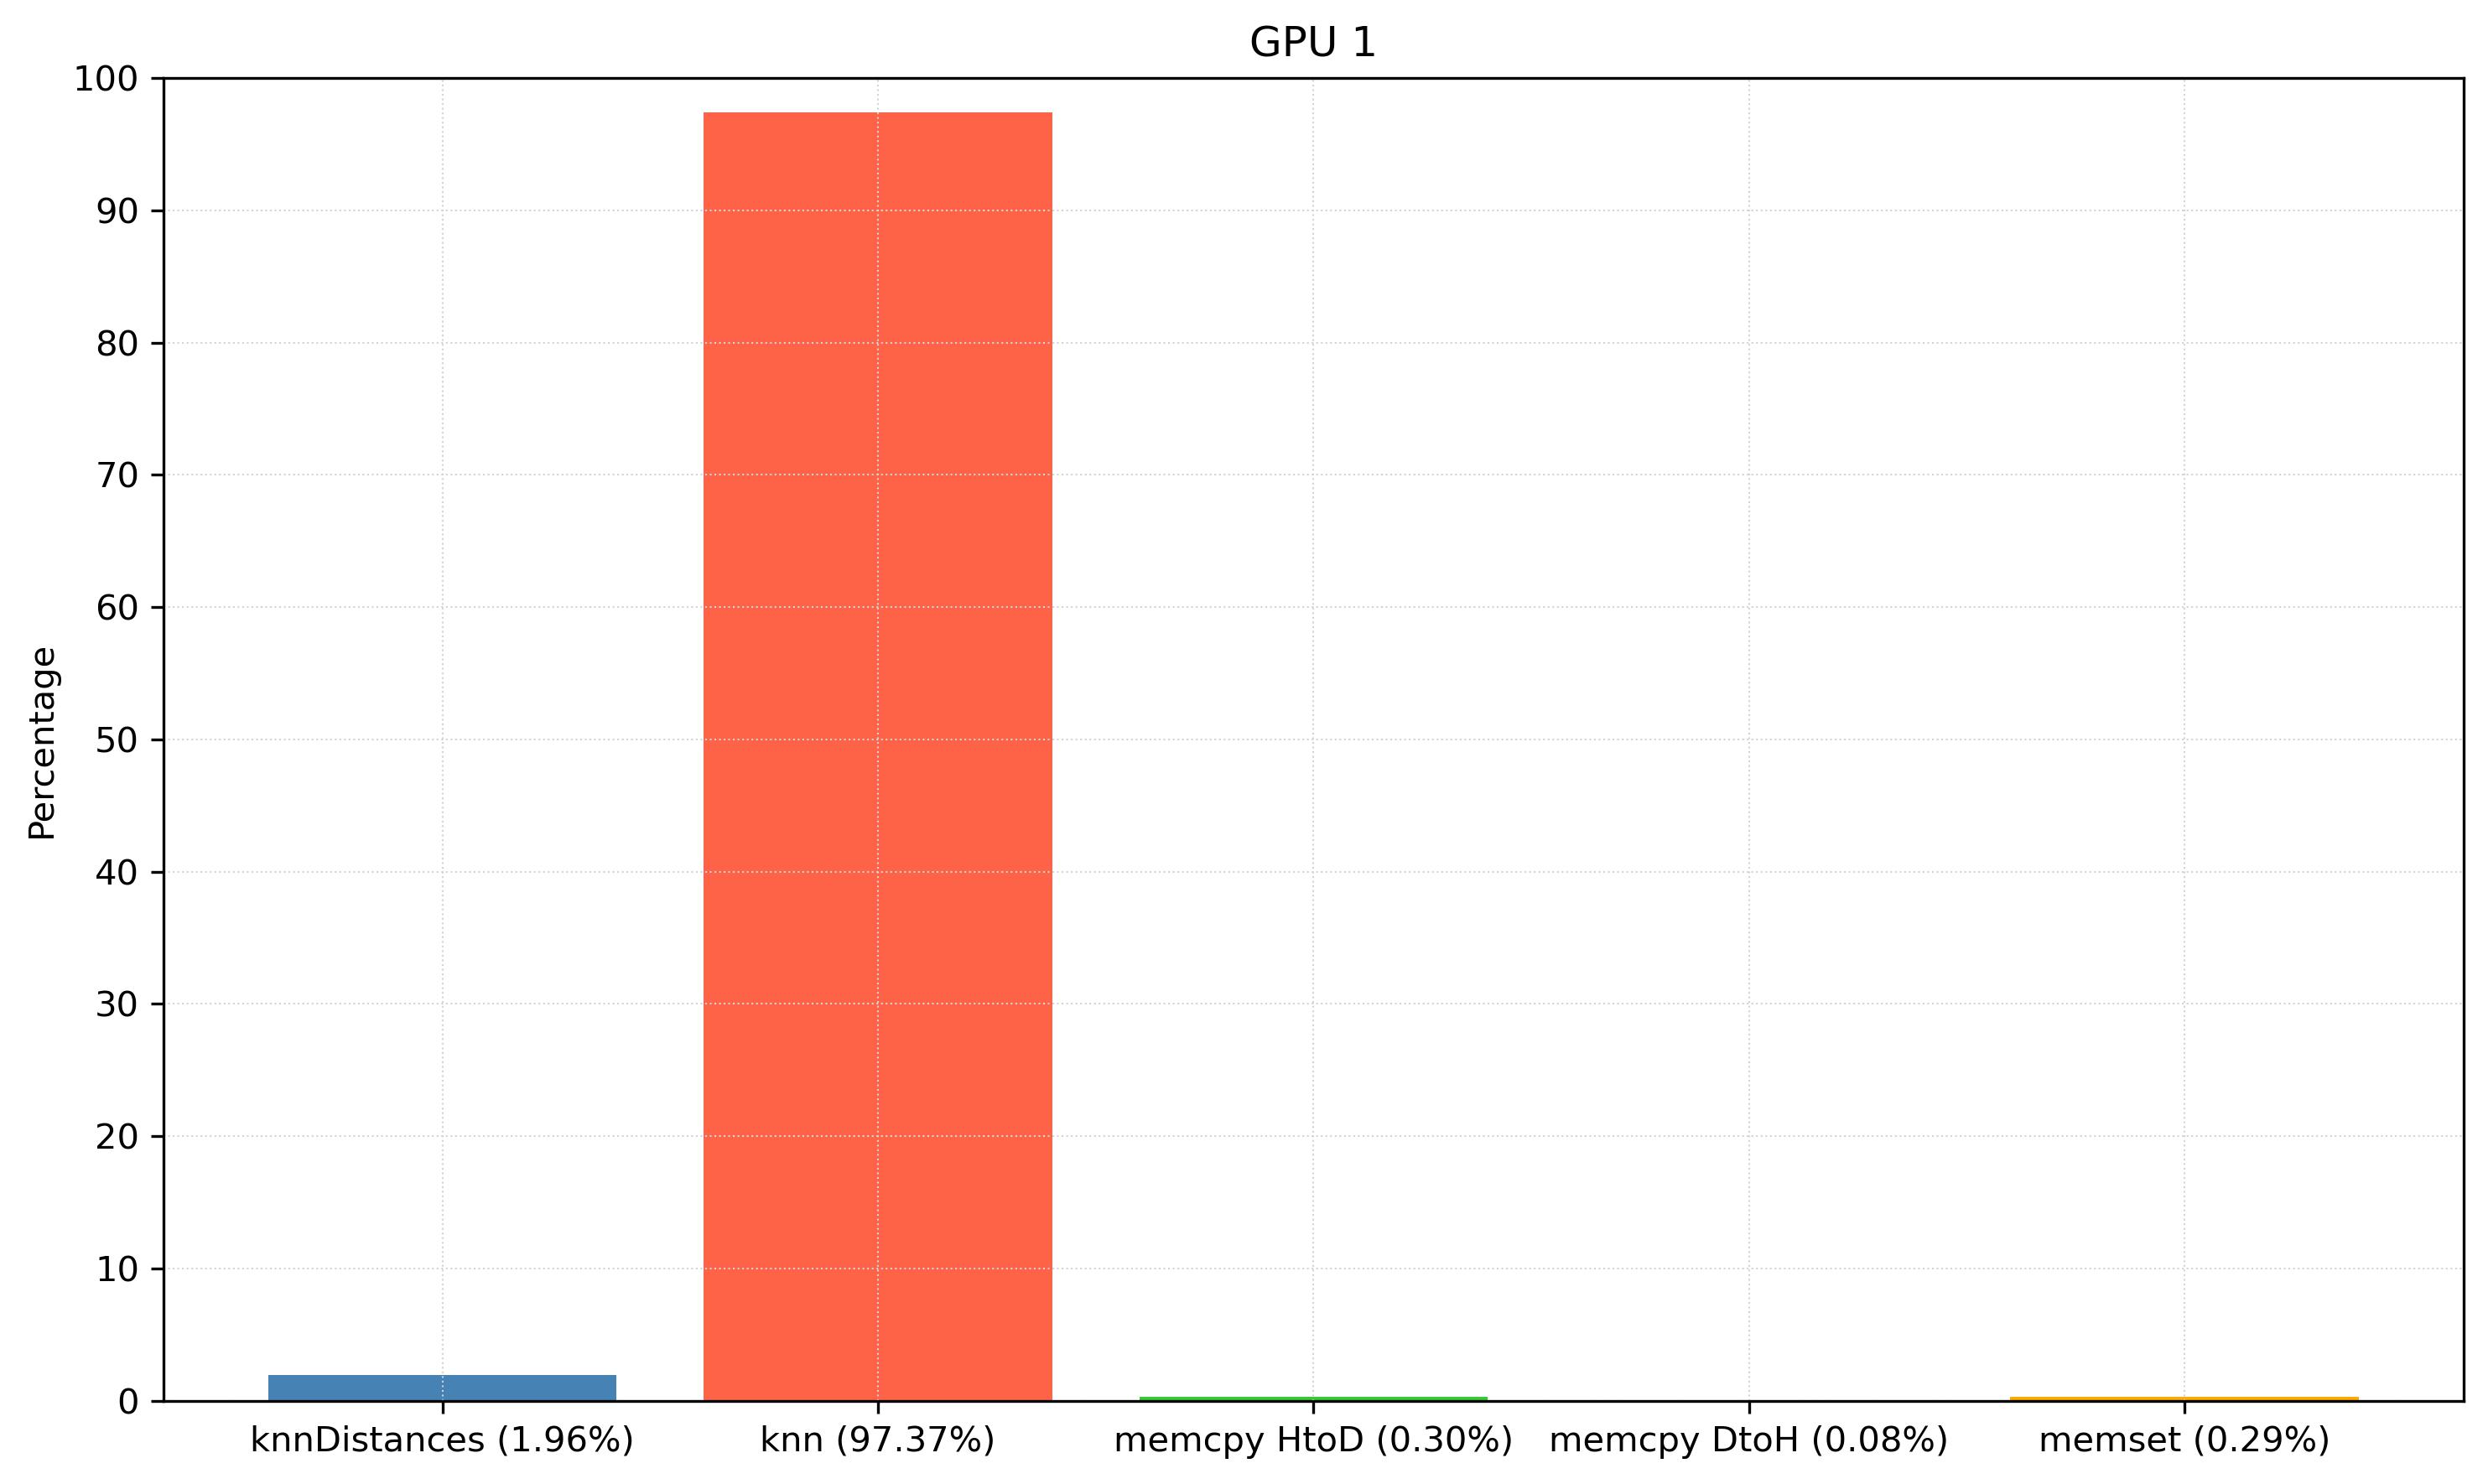 GPU 1
100
90
80
70
60
50
40
30
20
10
0
Percentage
knnDistances (1.96%)
knn (97.37%)
memcpy HtoD (0.30%)
memcpy DtoH (0.08%)
memset (0.29%)